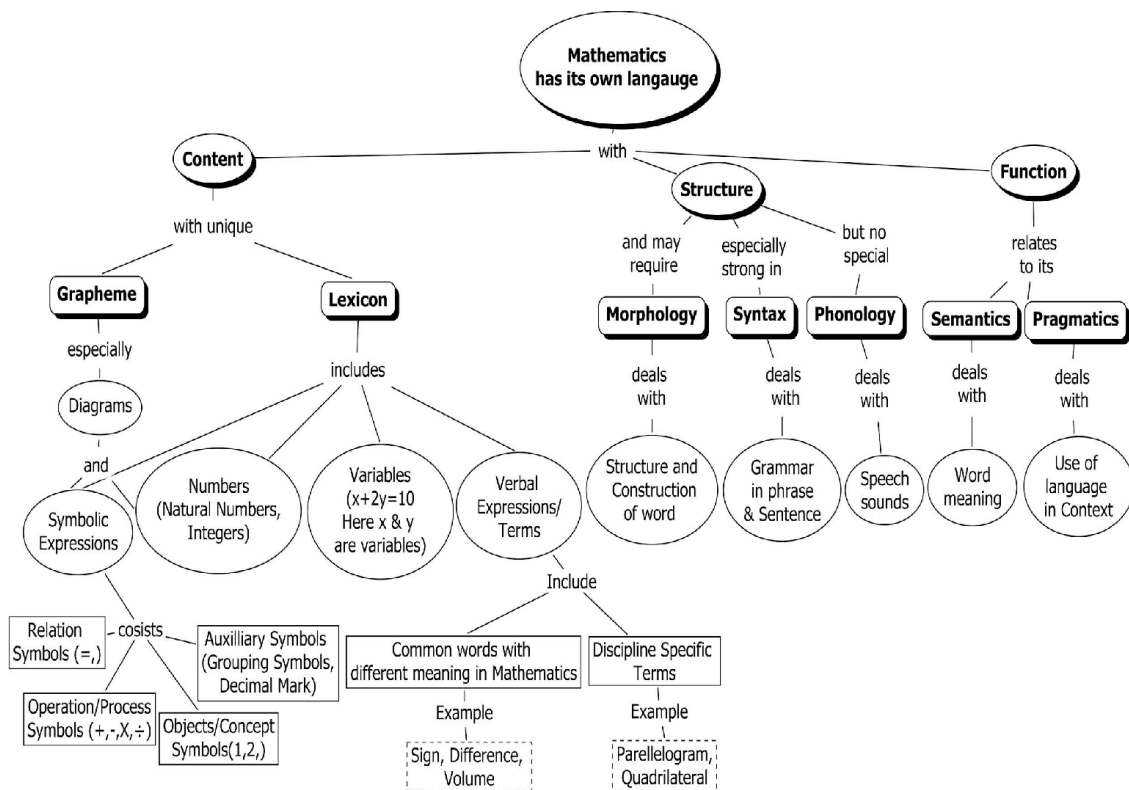 Mathematics
has its own langauge
with
Content
Structure
Function
with unique
and may
require
especially
strong in
but no
special
relates
to its
Grapheme
Lexicon
Morphology
Syntax
Phonology
Semantics
Pragmatics
especially
includes
deals
with
deals
with
deals
with
deals
with
deals
with
Diagrams
and
Symbolic
Expressions
Numbers
(Natural Numbers,
Integers)
Variables
(x+2y=10
Here x & y
are variables)
Verbal
Expressions/
Terms
Structure and
Construction
of word
Grammar
in phrase
& Sentence
Speech
sounds
Word
meaning
Use of
language
in Context
cosists
Include
Relation
Symbols (=,)
Auxilliary Symbols
(Grouping Symbols,
Decimal Mark)
Operation/Process
Symbols (+,-,X,÷)
Objects/Concept
Symbols(1,2,)
Common words with
different meaning in Mathematics
Discipline Specific
Terms
Example
Example
Sign, Difference,
Volume
Parellelogram,
Quadrilateral